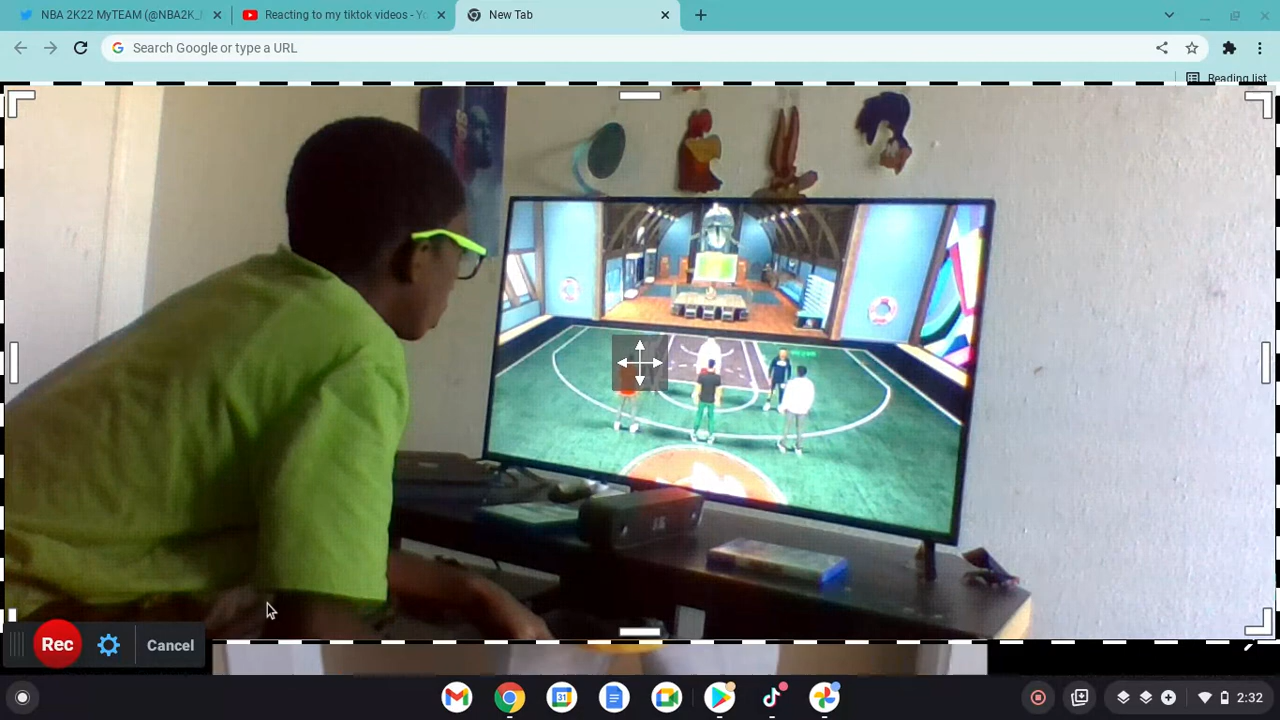 NBA 2K22 MyTEAM (@NBA2K_
Reacting to my tiktok videos - Yo
New Tab
Search Google or type a URL
Reading list
Rec
Cancel
31
2:32